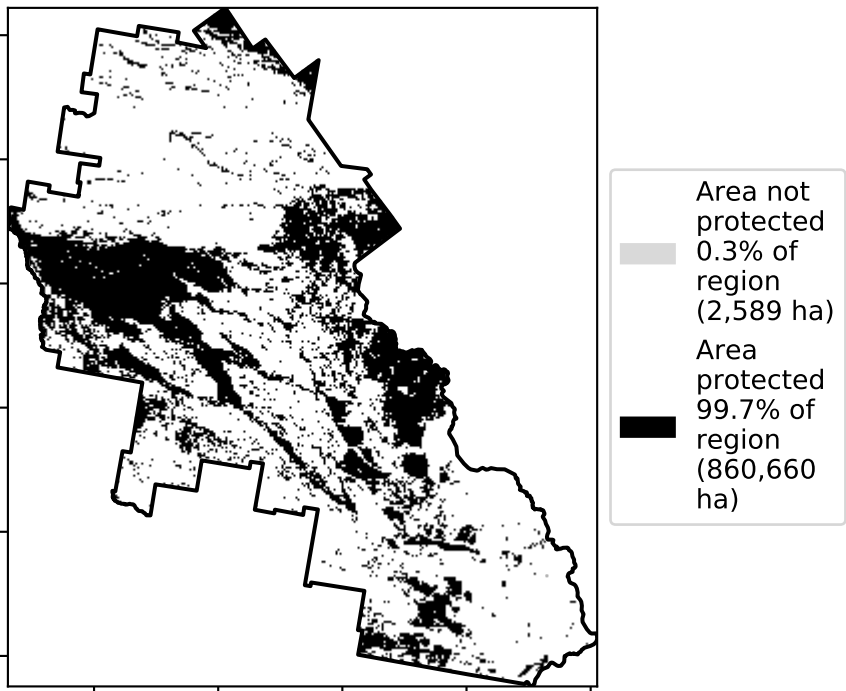 Area not
protected
0.3% of
region
(2,589 ha)
Area
protected
99.7% of
region
(860,660
ha)